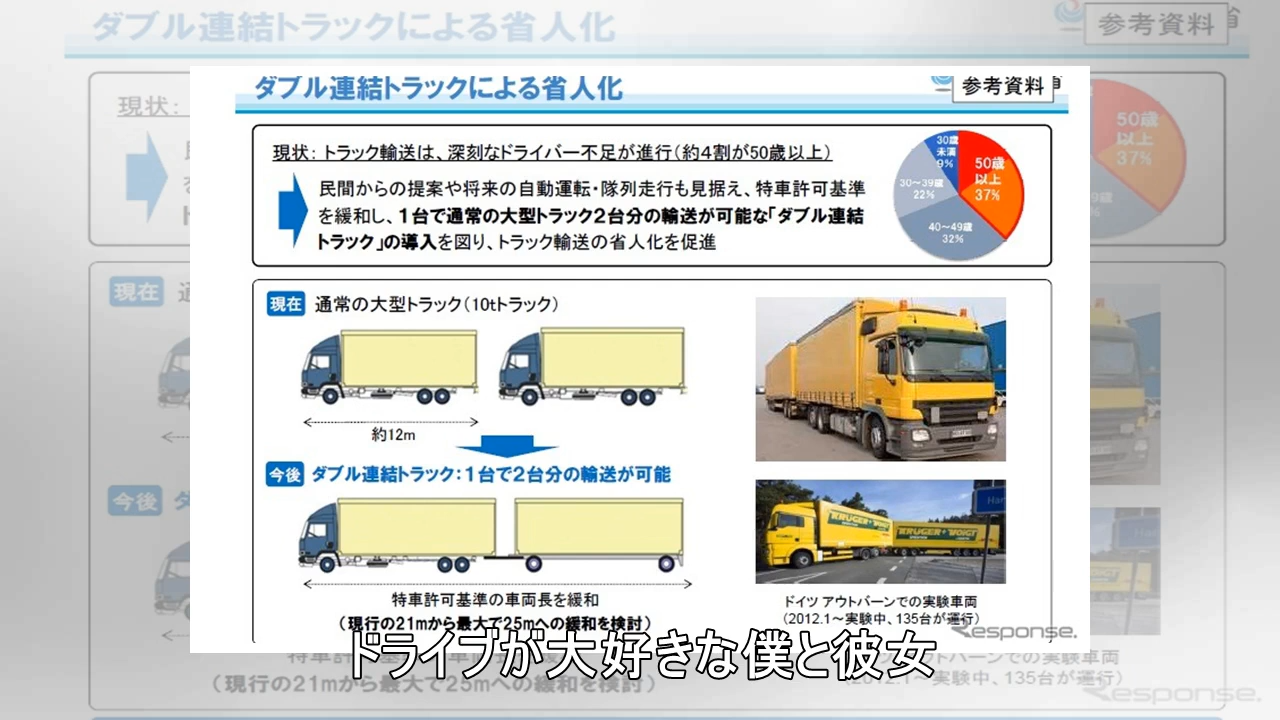 ダブル連結トラックによる省人化
参考資料
現状：トラック輸送は、深刻なドライバー不足が進行（約４割が50歳以上）
民間からの提案や将来の自動運転・隊列走行も見据え、特車許可基準
を緩和し、１台で通常の大型トラック２台分の輸送が可能な「ダブル連結
トラック」の導入を図り、トラック輸送の省人化を促進
30歳
未満
9%
50歳
以上
37%
30～39歳
22%
40～49歳
32%
現在 通常の大型トラック（10tトラック）
約12m
今後 ダブル連結トラック：１台で２台分の輸送が可能
特車許可基準の車両長を緩和
（現行の21mから最大で25mへの緩和を検討）
KRUGER+VOIGT
KRUGER+VOIGT
ドイツ アウトバーンでの実験車両
（2012.1～実験中、135台が運行）
Response.
ドライブが大好きな僕と彼女